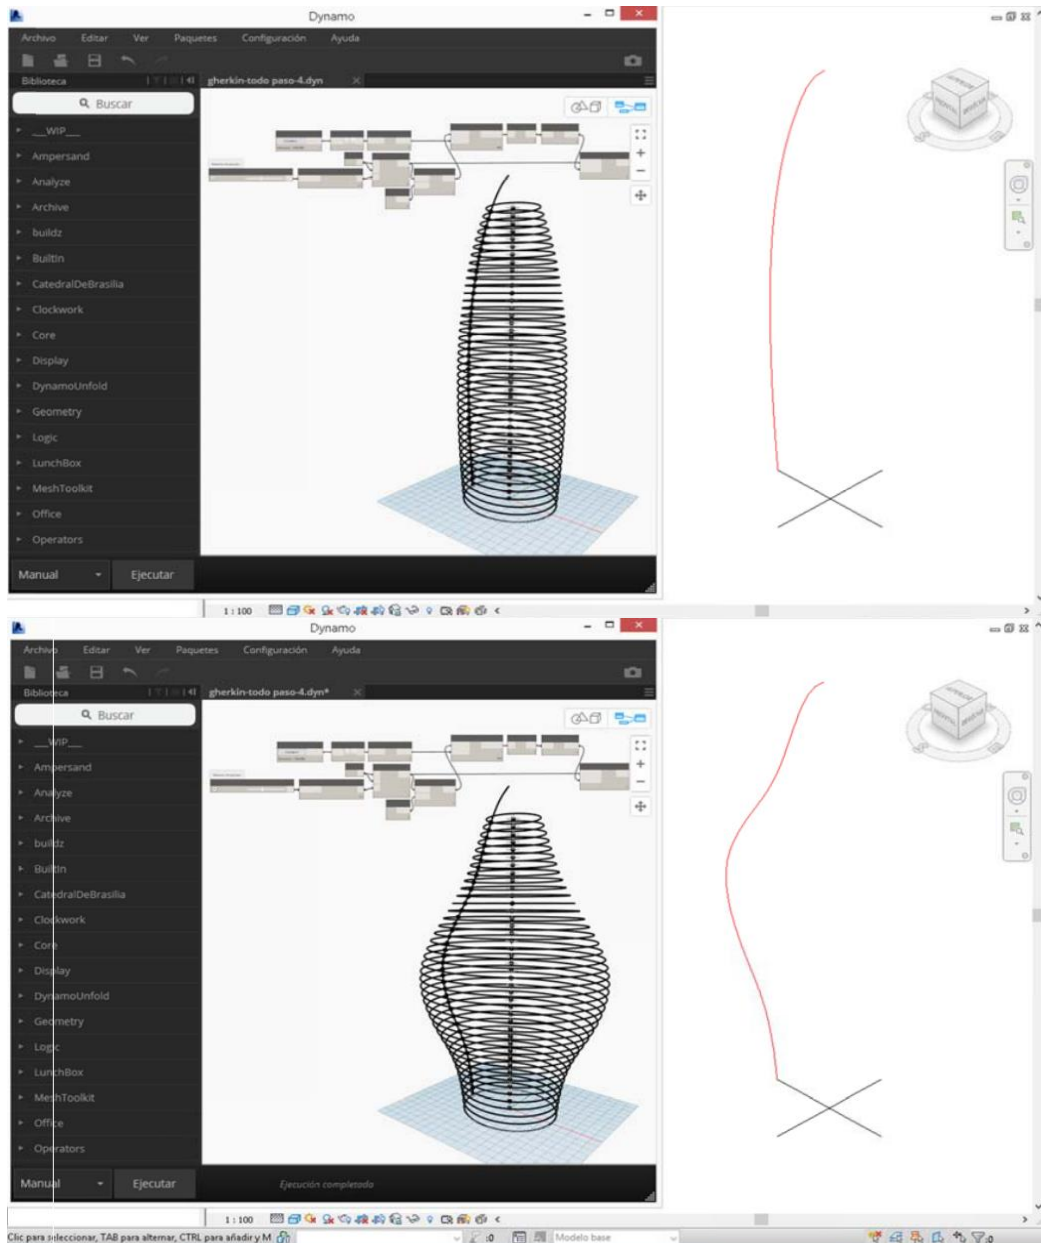 Dynamo
Archivo Editar Ver Paquetes Configuración Ayuda
Biblioteca
gherkin-todo paso-4.dyn
Buscar
___WIP___
Ampersand
Analyze
Archive
buildz
BuiltIn
CatedralDeBrasilia
Clockwork
Core
Display
DynamoUnfold
Geometry
Logic
LunchBox
MeshToolkit
Office
Operators
Manual Ejecutar
1 : 100
Dynamo
Archivo Editar Ver Paquetes Configuración Ayuda
Biblioteca
gherkin-todo paso-4.dyn*
Buscar
___WIP___
Ampersand
Analyze
Archive
buildz
BuiltIn
CatedralDeBrasilia
Clockwork
Core
Display
DynamoUnfold
Geometry
Logic
LunchBox
MeshToolkit
Office
Operators
Manual Ejecutar Ejecución completada
1 : 100
Clic para seleccionar, TAB para alternar, CTRL para añadir y M :0 Modelo base :0